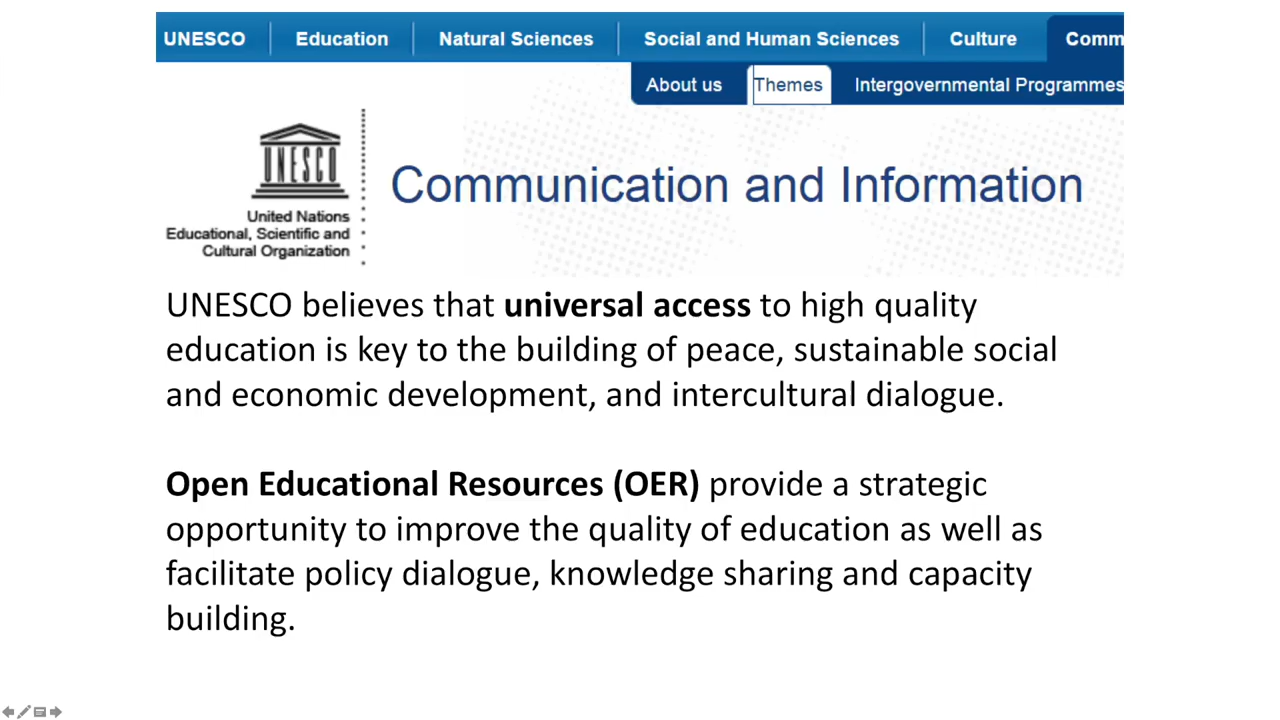 UNESCO Education Natural Sciences Social and Human Sciences Culture Comm
About us Themes Intergovernmental Programmes
UNESCO
United Nations
Educational, Scientific and
Cultural Organization
Communication and Information
UNESCO believes that universal access to high quality
education is key to the building of peace, sustainable social
and economic development, and intercultural dialogue.
Open Educational Resources (OER) provide a strategic
opportunity to improve the quality of education as well as
facilitate policy dialogue, knowledge sharing and capacity
building.